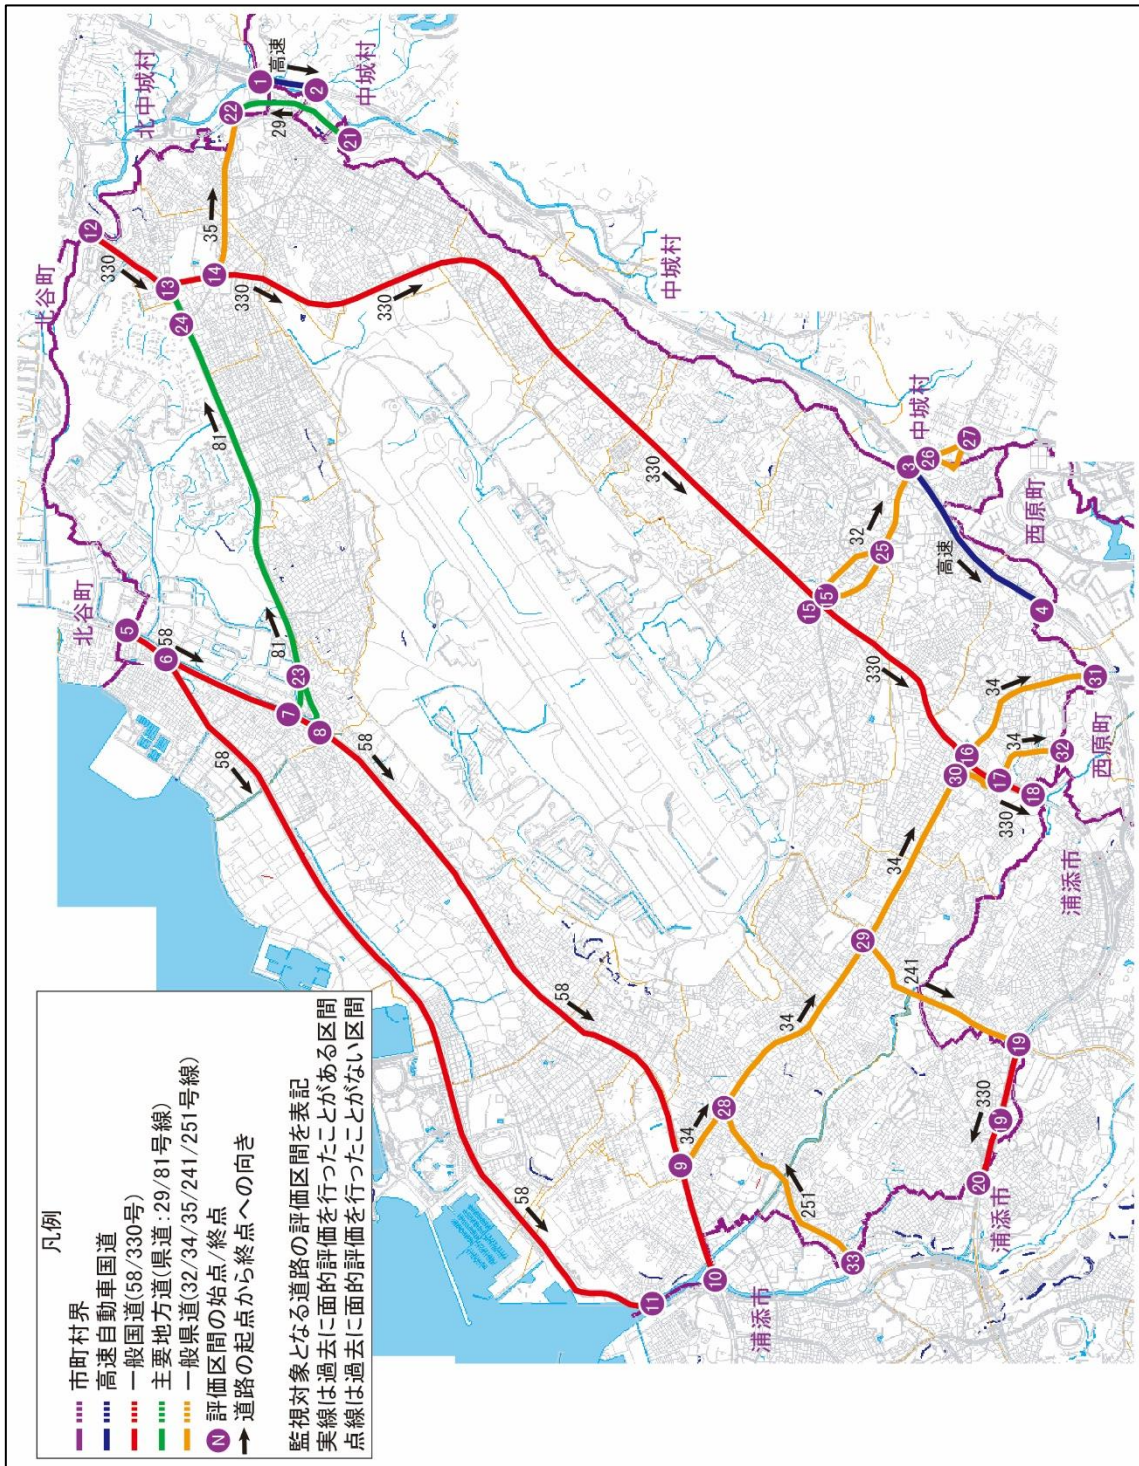 凡例
市町村界
高速自動車国道
一般国道(58/330号)
主要地方道(県道:29/81号線)
一般県道(32/34/35/241/251号線)
N 評価区間の始点/終点
道路の起点から終点への向き
監視対象となる道路の評価区間を表記
実線は過去に面的評価を行ったことがある区間
点線は過去に面的評価を行ったことがない区間
北谷町
北谷町
北中城村
中城村
中城村
中城村
西原町
西原町
浦添市
浦添市
浦添市
高速
高速
58
58
58
58
58
330
330
330
330
330
330
330
81
81
29
35
32
34
34
34
34
34
241
251
1
2
3
4
5
6
7
8
9
10
11
12
13
14
15
15'
16
17
18
19
19'
20
21
22
23
24
25
26
27
28
29
30
31
32
33